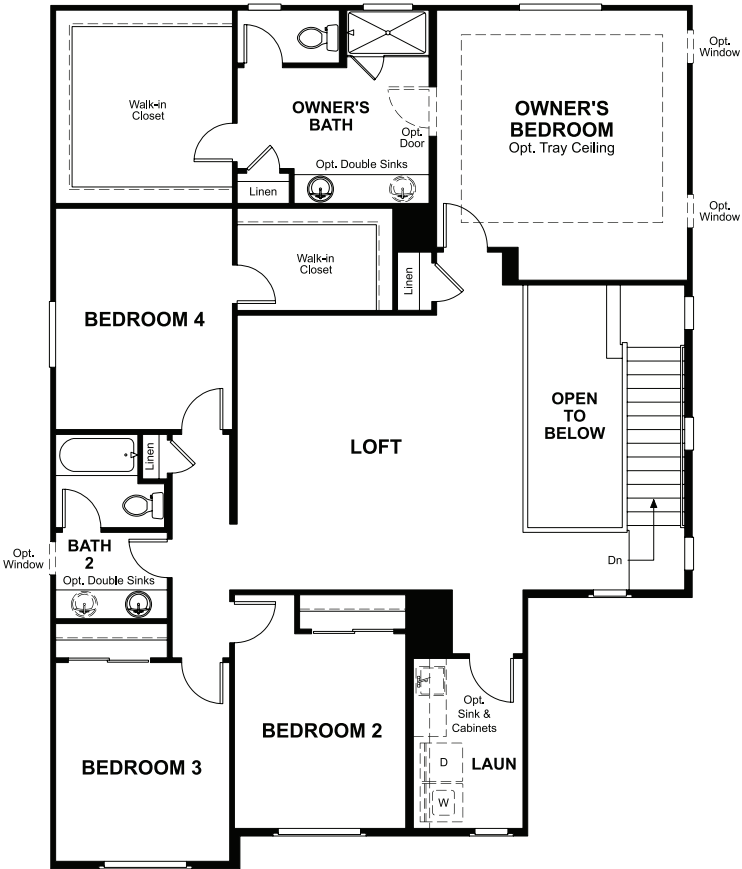 Walk-in
Closet
OWNER'S
BATH
Opt.
Door
Opt. Double Sinks
Linen
OWNER'S
BEDROOM
Opt. Tray Ceiling
Opt.
Window
Opt.
Window
Walk-in
Closet
Linen
BEDROOM 4
OPEN
TO
BELOW
LOFT
Linen
BATH
2
Opt. Double Sinks
Opt.
Window
Dn
BEDROOM 3
BEDROOM 2
Opt.
Sink &
Cabinets
D
LAUN
W